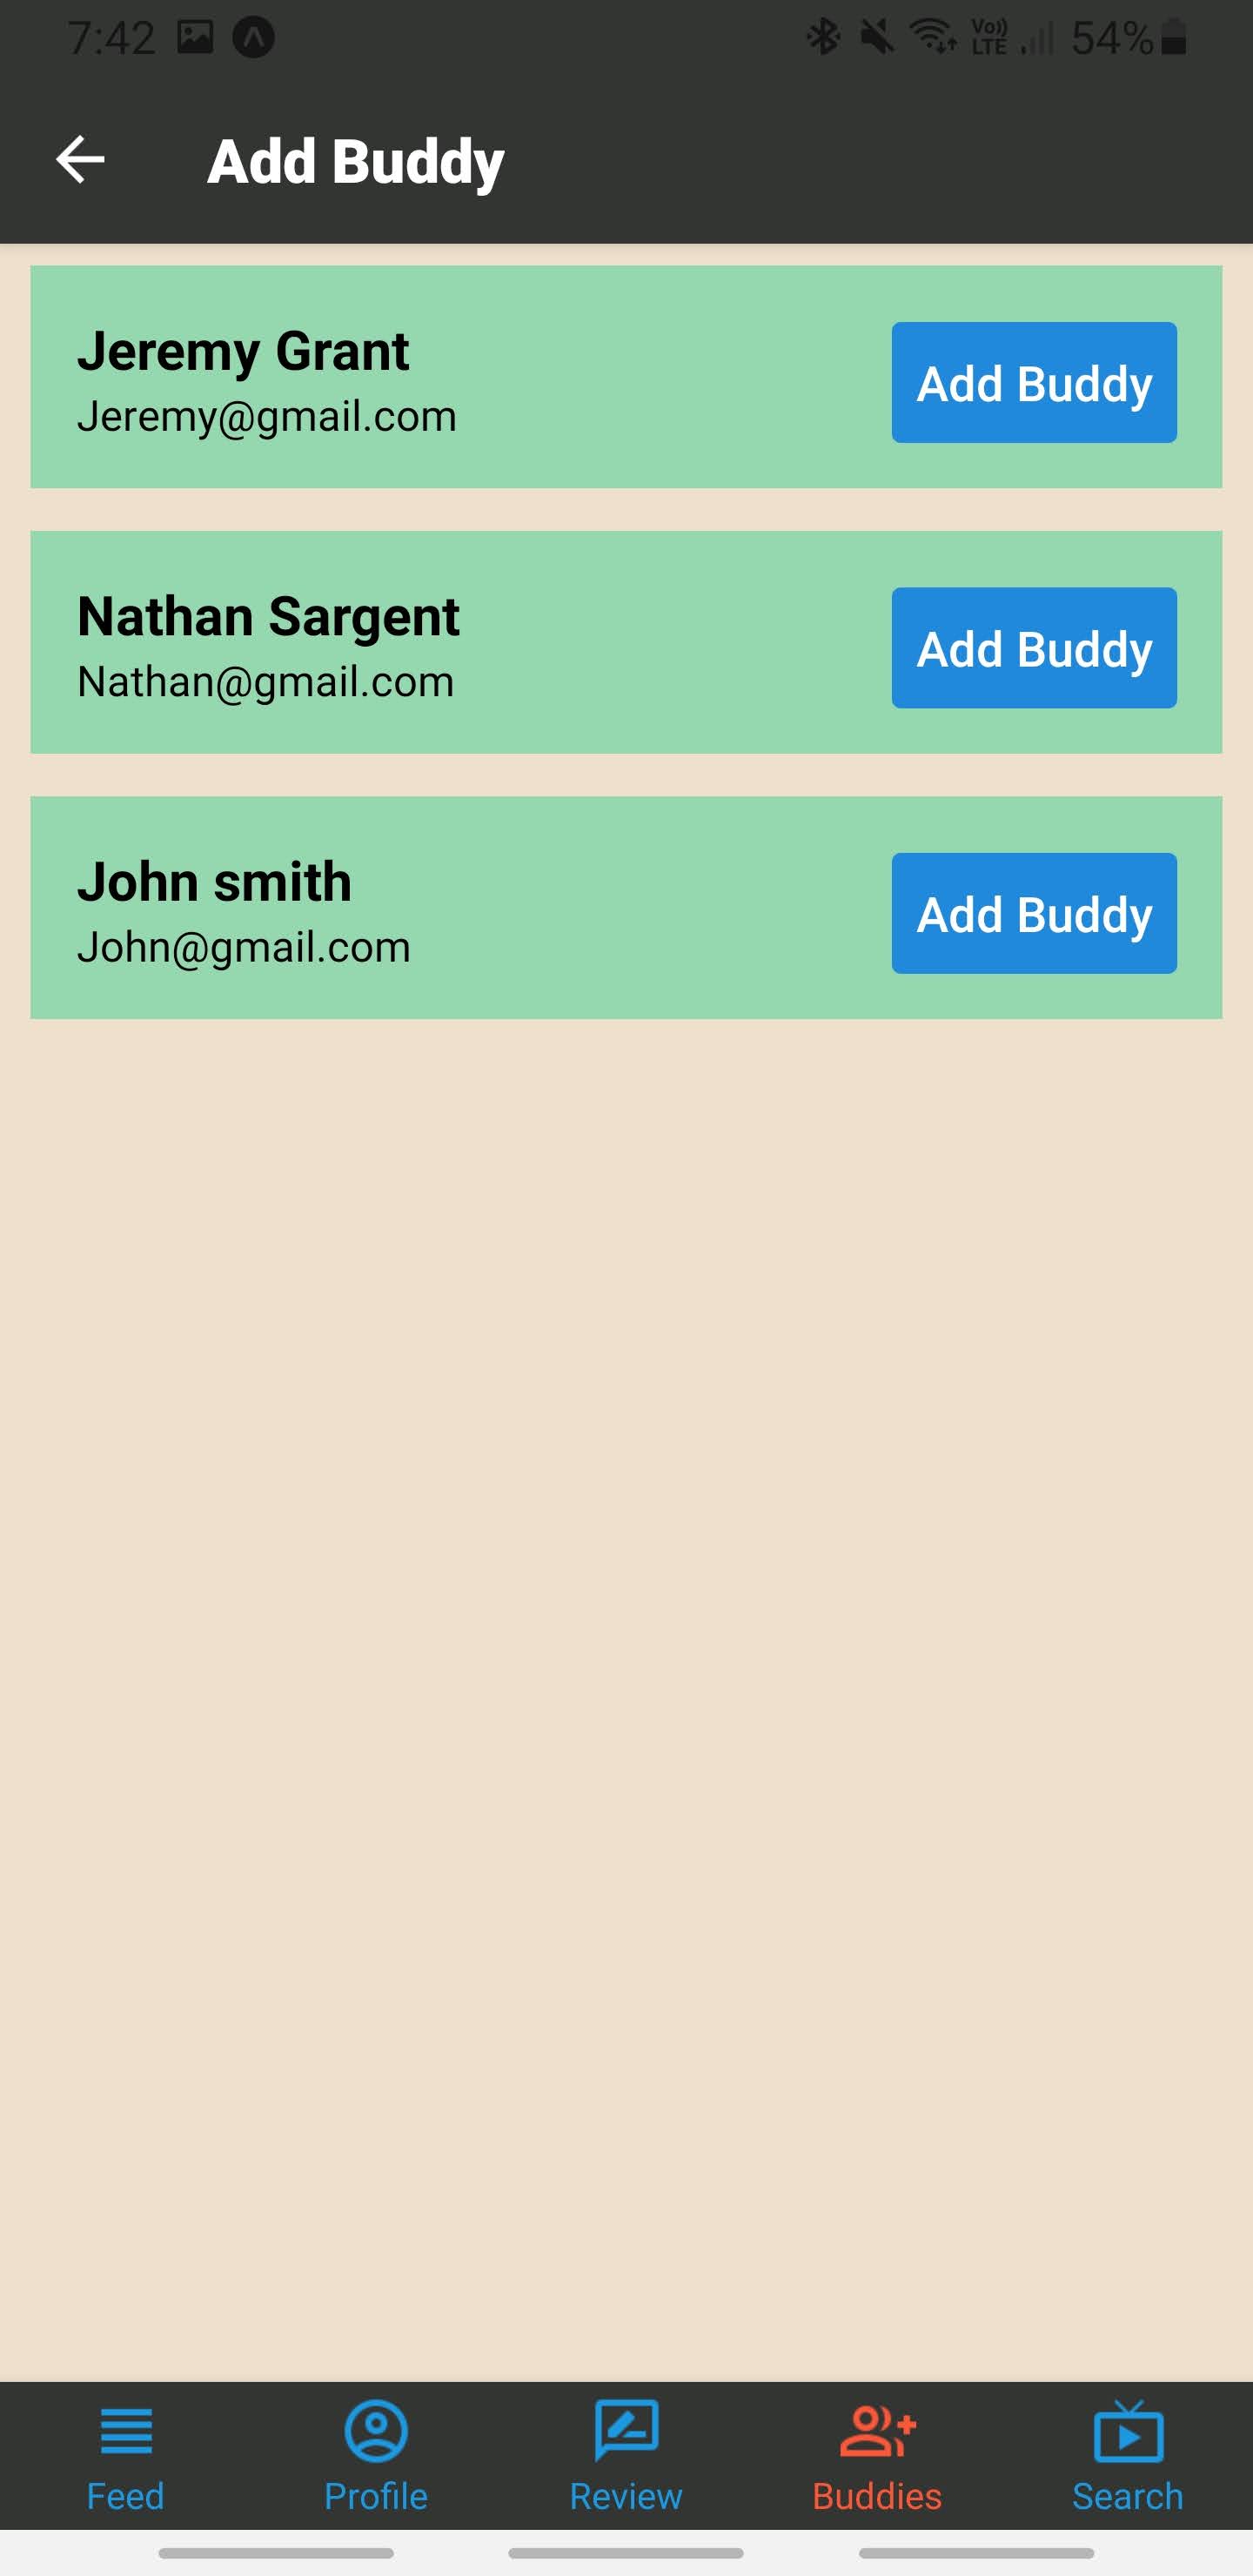 7:42 Vo)) LTE 54%
Add Buddy
Jeremy Grant
Jeremy@gmail.com
Add Buddy
Nathan Sargent
Nathan@gmail.com
Add Buddy
John smith
John@gmail.com
Add Buddy
Feed Profile Review Buddies Search